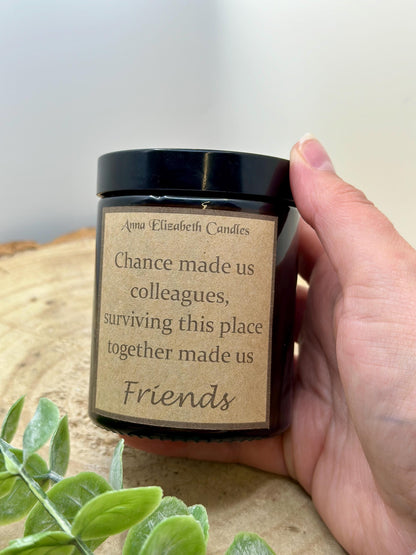 Anna Elizabeth Candles
Chance made us
colleagues,
surviving this place
together made us
Friends